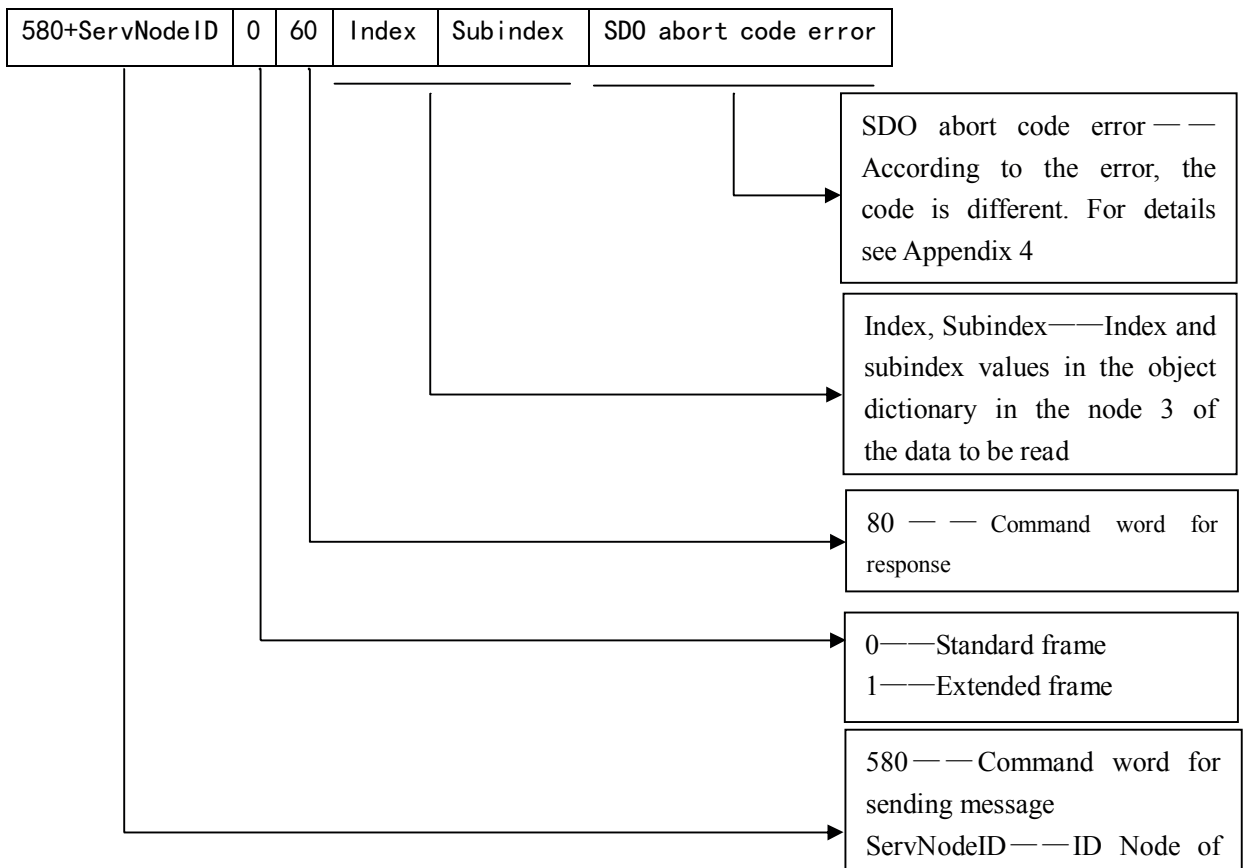 580+ServNodeID 0 60 Index Subindex SDO abort code error
SDO abort code error——
According to the error, the
code is different. For details
see Appendix 4
Index, Subindex——Index and
subindex values in the object
dictionary in the node 3 of
the data to be read
80 —— Command word for
response
0——Standard frame
1——Extended frame
580——Command word for
sending message
ServNodeID——ID Node of